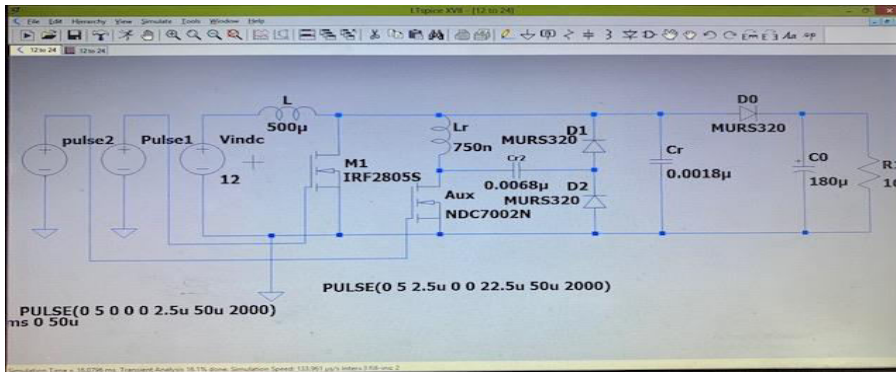 LTspice XVII - [12 to 24]
File Edit Hierarchy View Simulate Tools Window Help
12 to 24 12 to 24
L
500µ
pulse2
Pulse1
Vindc
12
M1
IRF2805S
Lr
750n
Cr2
0.0068µ
Aux
NDC7002N
D1
MURS320
D2
MURS320
Cr
0.0018µ
D0
MURS320
C0
180µ
PULSE(0 5 2.5u 0 0 22.5u 50u 2000)
PULSE(0 5 0 0 0 2.5u 50u 2000)
ms 0 50u